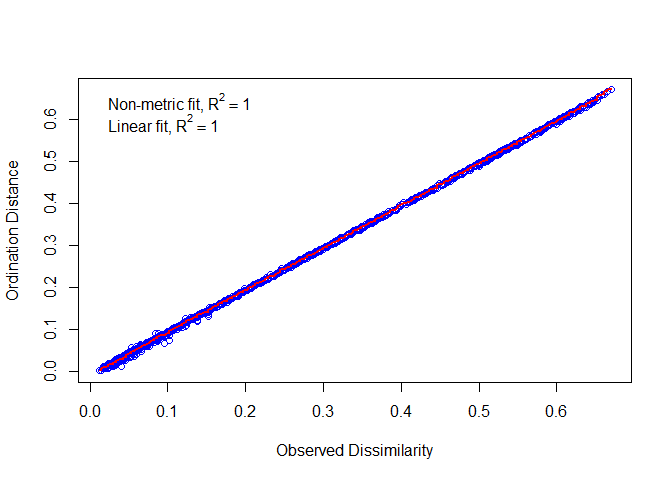 Non-metric fit, R² = 1
Linear fit, R² = 1
Ordination Distance
0.6
0.5
0.4
0.3
0.2
0.1
0.0
0.0 0.1 0.2 0.3 0.4 0.5 0.6
Observed Dissimilarity